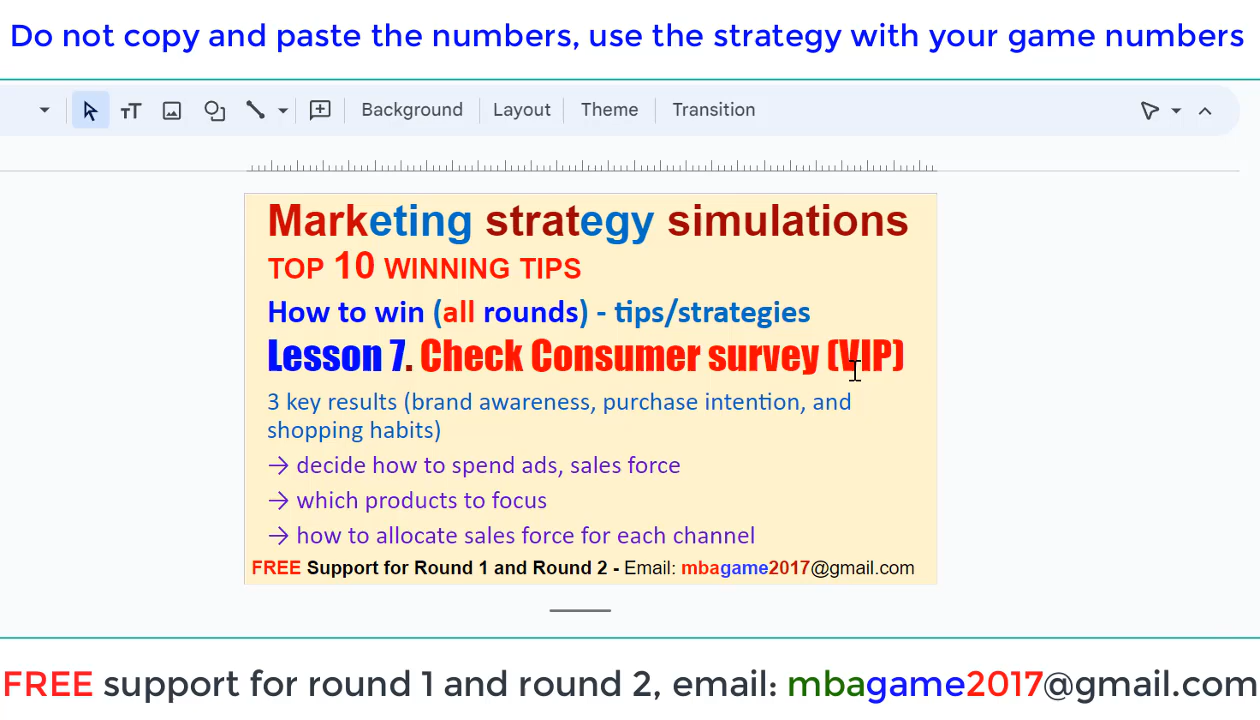 Do not copy and paste the numbers, use the strategy with your game numbers
Background Layout Theme Transition
Marketing strategy simulations
TOP 10 WINNING TIPS
How to win (all rounds) - tips/strategies
Lesson 7. Check Consumer survey (VIP)
3 key results (brand awareness, purchase intention, and
shopping habits)
→ decide how to spend ads, sales force
→ which products to focus
→ how to allocate sales force for each channel
FREE Support for Round 1 and Round 2 - Email: mbagame2017@gmail.com
FREE support for round 1 and round 2, email: mbagame2017@gmail.com